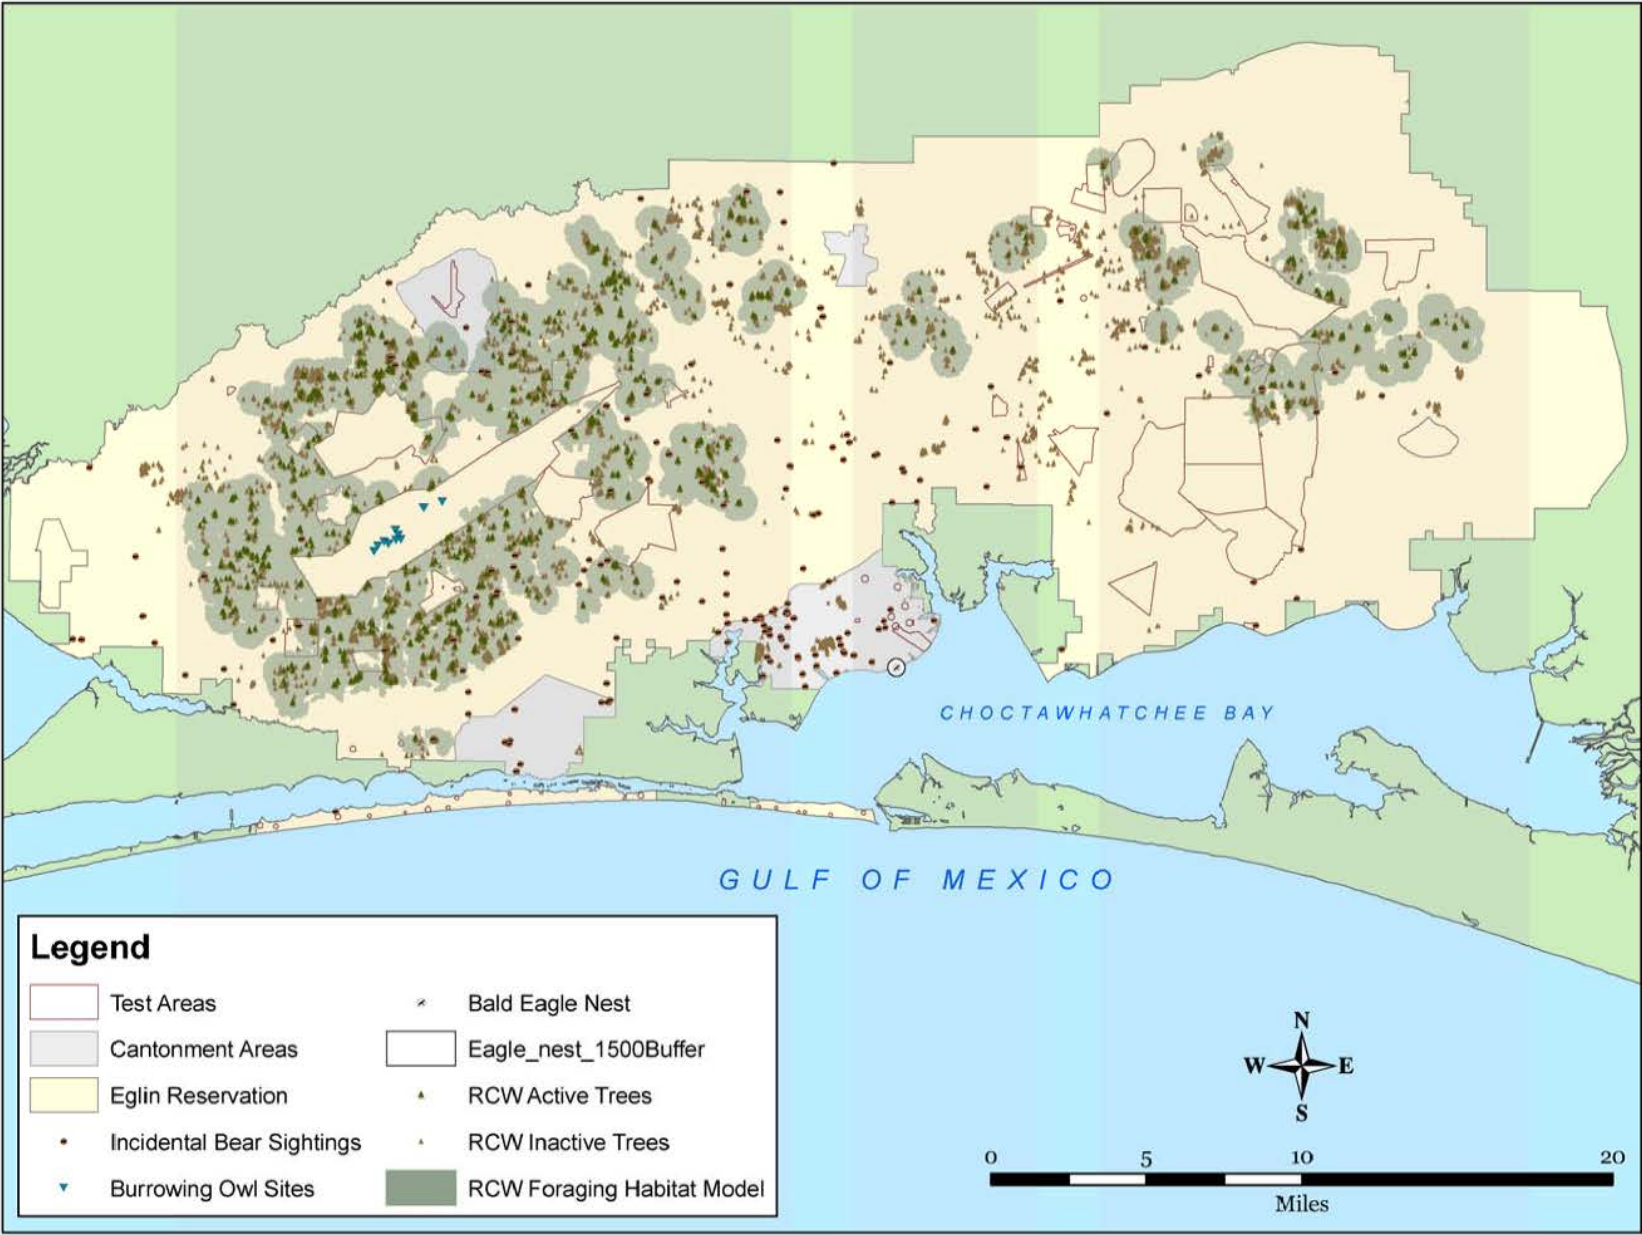 CHOCTAWHATCHEE BAY
GULF OF MEXICO
Legend
Test Areas
Cantonment Areas
Eglin Reservation
Incidental Bear Sightings
Burrowing Owl Sites
Bald Eagle Nest
Eagle_nest_1500Buffer
RCW Active Trees
RCW Inactive Trees
RCW Foraging Habitat Model
N
W E
S
0 5 10 20
Miles